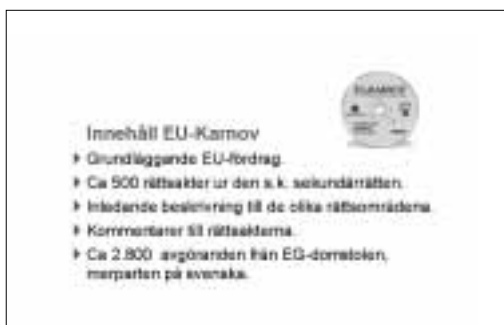 Innehåll EU-Karnov
Grundläggande EU-fördrag.
Ca 500 rättsakter ur den s.k. sekundärrätten.
Inledande beskrivning till de olika rättsområdena.
Kommentarer till rättsakterna.
Ca 2.800 avgöranden från EG-domstolen,
merparten på svenska.